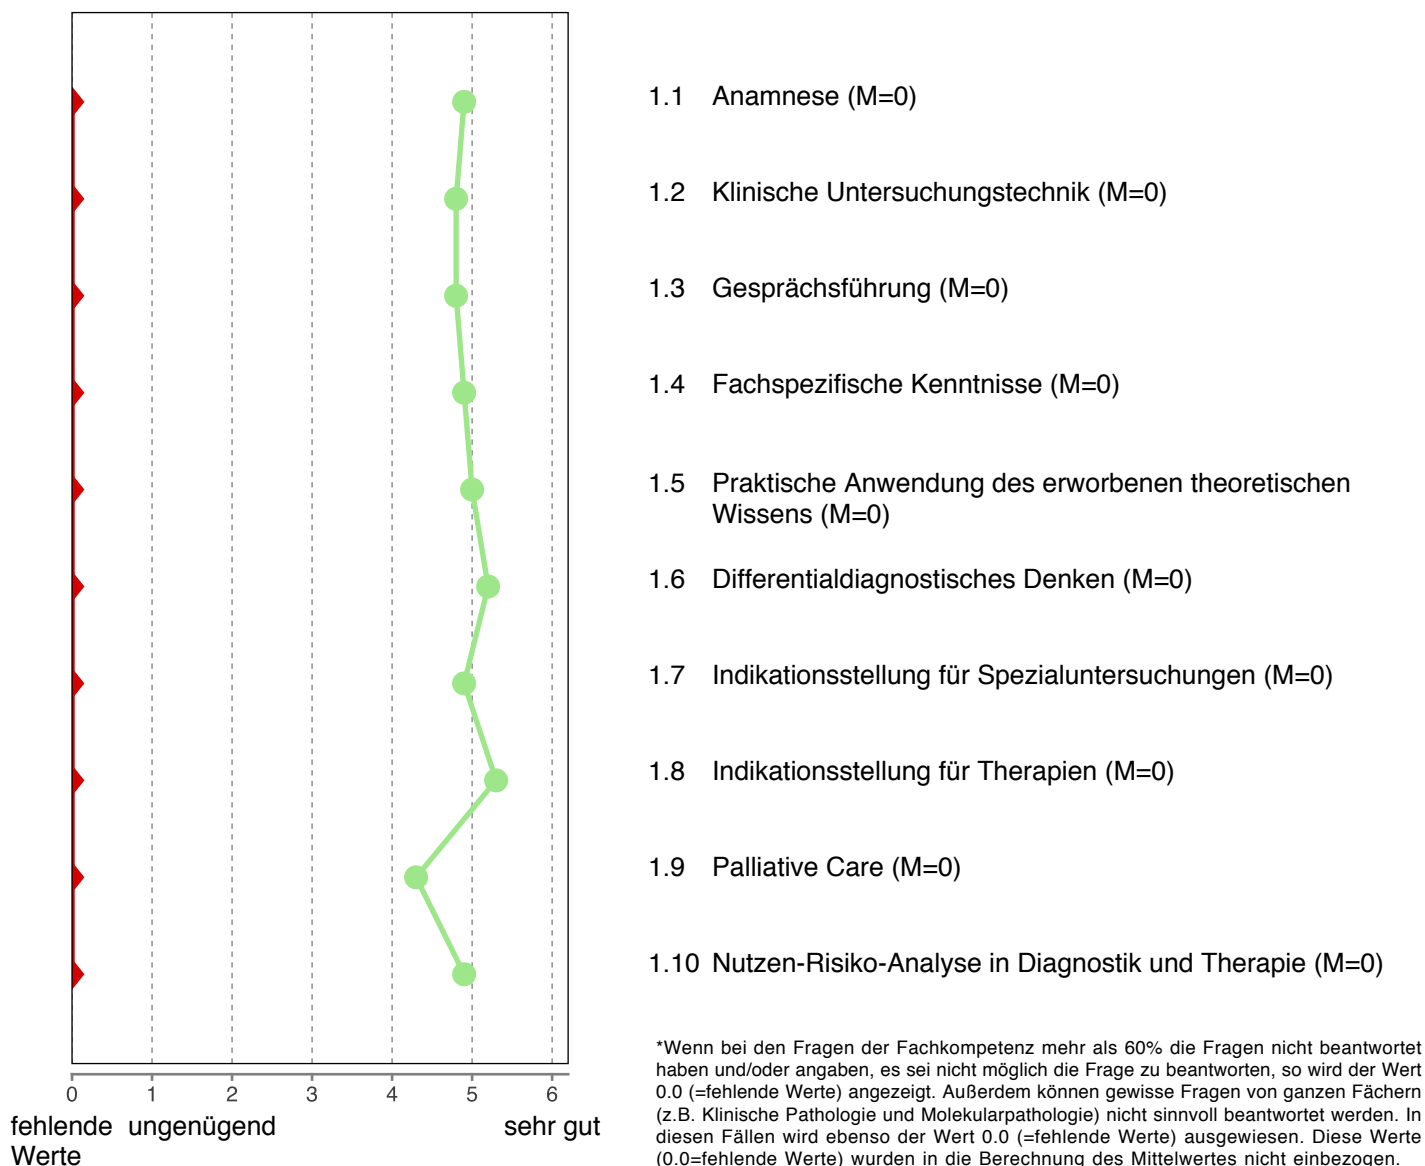 1.1 Anamnese (M=0)
1.2 Klinische Untersuchungstechnik (M=0)
1.3 Gesprächsführung (M=0)
1.4 Fachspezifische Kenntnisse (M=0)
1.5 Praktische Anwendung des erworbenen theoretischen
Wissens (M=0)
1.6 Differentialdiagnostisches Denken (M=0)
1.7 Indikationsstellung für Spezialuntersuchungen (M=0)
1.8 Indikationsstellung für Therapien (M=0)
1.9 Palliative Care (M=0)
1.10 Nutzen-Risiko-Analyse in Diagnostik und Therapie (M=0)
0 1 2 3 4 5 6
fehlende ungenügend sehr gut
Werte
*Wenn bei den Fragen der Fachkompetenz mehr als 60% die Fragen nicht beantwortet
haben und/oder angaben, es sei nicht möglich die Frage zu beantworten, so wird der Wert
0.0 (=fehlende Werte) angezeigt. Außerdem können gewisse Fragen von ganzen Fächern
(z.B. Klinische Pathologie und Molekularpathologie) nicht sinnvoll beantwortet werden. In
diesen Fällen wird ebenso der Wert 0.0 (=fehlende Werte) ausgewiesen. Diese Werte
(0.0=fehlende Werte) wurden in die Berechnung des Mittelwertes nicht einbezogen.